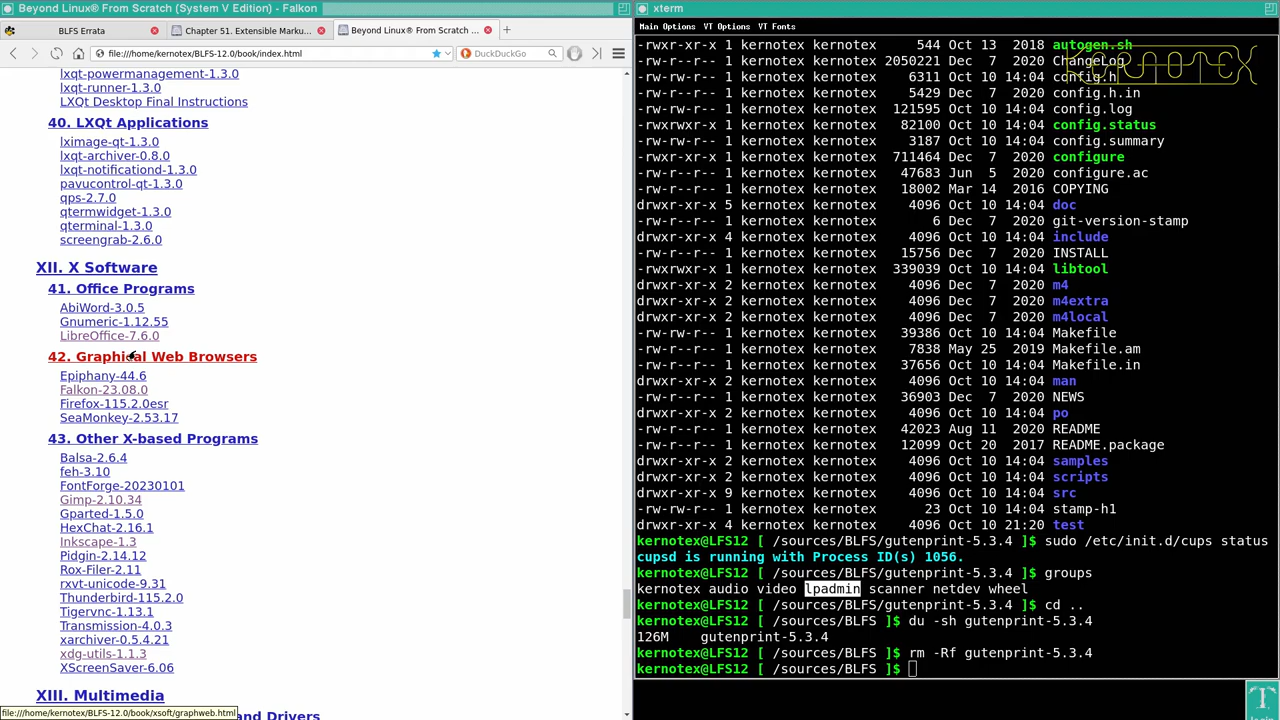 Beyond Linux® From Scratch (System V Edition) - Falkon
BLFS Errata
Chapter 51. Extensible Marku...
Beyond Linux® From Scratch ...
file:///home/kernotex/BLFS-12.0/book/index.html
DuckDuckGo
lxqt-powermanagement-1.3.0
lxqt-runner-1.3.0
LXQt Desktop Final Instructions
40. LXQt Applications
lximage-qt-1.3.0
lxqt-archiver-0.8.0
lxqt-notificationd-1.3.0
pavucontrol-qt-1.3.0
qps-2.7.0
qtermwidget-1.3.0
qterminal-1.3.0
screengrab-2.6.0
XII. X Software
41. Office Programs
AbiWord-3.0.5
Gnumeric-1.12.55
LibreOffice-7.6.0
42. Graphical Web Browsers
Epiphany-44.6
Falkon-23.08.0
Firefox-115.2.0esr
SeaMonkey-2.53.17
43. Other X-based Programs
Balsa-2.6.4
feh-3.10
FontForge-20230101
Gimp-2.10.34
Gparted-1.5.0
HexChat-2.16.1
Inkscape-1.3
Pidgin-2.14.12
Rox-Filer-2.11
rxvt-unicode-9.31
Thunderbird-115.2.0
Tigervnc-1.13.1
Transmission-4.0.3
xarchiver-0.5.4.21
xdg-utils-1.1.3
XScreenSaver-6.06
XIII. Multimedia
and Drivers
file:///home/kernotex/BLFS-12.0/book/xsoft/graphweb.html
xterm
Main Options VT Options VT Fonts
KERNOTEX
-rwxr-xr-x 1 kernotex kernotex 544 Oct 13 2018 autogen.sh
-rw-r--r-- 1 kernotex kernotex 2050221 Dec 7 2020 ChangeLog
-rw-rw-r-- 1 kernotex kernotex 6311 Oct 10 14:04 config.h
-rw-r--r-- 1 kernotex kernotex 5429 Dec 7 2020 config.h.in
-rw-rw-r-- 1 kernotex kernotex 121595 Oct 10 14:04 config.log
-rwxrwxr-x 1 kernotex kernotex 82100 Oct 10 14:04 config.status
-rw-rw-r-- 1 kernotex kernotex 3187 Oct 10 14:04 config.summary
-rwxr-xr-x 1 kernotex kernotex 711464 Dec 7 2020 configure
-rw-r--r-- 1 kernotex kernotex 47683 Jun 5 2020 configure.ac
-rw-r--r-- 1 kernotex kernotex 18002 Mar 14 2016 COPYING
drwxr-xr-x 5 kernotex kernotex 4096 Oct 10 14:04 doc
-rw-r--r-- 1 kernotex kernotex 6 Dec 7 2020 git-version-stamp
drwxr-xr-x 4 kernotex kernotex 4096 Oct 10 14:04 include
-rw-r--r-- 1 kernotex kernotex 15756 Dec 7 2020 INSTALL
-rwxrwxr-x 1 kernotex kernotex 339039 Oct 10 14:04 libtool
drwxr-xr-x 2 kernotex kernotex 4096 Oct 10 14:04 m4
drwxr-xr-x 2 kernotex kernotex 4096 Oct 10 14:04 m4extra
drwxr-xr-x 2 kernotex kernotex 4096 Oct 10 14:04 m4local
-rw-rw-r-- 1 kernotex kernotex 39386 Oct 10 14:04 Makefile
-rw-r--r-- 1 kernotex kernotex 7838 May 25 2019 Makefile.am
-rw-r--r-- 1 kernotex kernotex 37656 Oct 10 14:04 Makefile.in
drwxr-xr-x 2 kernotex kernotex 4096 Oct 10 14:04 man
-rw-r--r-- 1 kernotex kernotex 36903 Dec 7 2020 NEWS
drwxr-xr-x 2 kernotex kernotex 4096 Oct 10 14:04 po
-rw-r--r-- 1 kernotex kernotex 42023 Aug 11 2020 README
-rw-r--r-- 1 kernotex kernotex 12099 Oct 20 2017 README.package
drwxr-xr-x 2 kernotex kernotex 4096 Oct 10 14:04 samples
drwxr-xr-x 2 kernotex kernotex 4096 Oct 10 14:04 scripts
drwxr-xr-x 9 kernotex kernotex 4096 Oct 10 14:04 src
-rw-rw-r-- 1 kernotex kernotex 23 Oct 10 14:04 stamp-h1
drwxr-xr-x 4 kernotex kernotex 4096 Oct 10 21:20 test
kernotex@LFS12 [ /sources/BLFS/gutenprint-5.3.4 ]$ sudo /etc/init.d/cups status
cupsd is running with Process ID(s) 1056.
kernotex@LFS12 [ /sources/BLFS/gutenprint-5.3.4 ]$ groups
kernotex audio video lpadmin scanner netdev wheel
kernotex@LFS12 [ /sources/BLFS/gutenprint-5.3.4 ]$ cd ..
kernotex@LFS12 [ /sources/BLFS ]$ du -sh gutenprint-5.3.4
126M gutenprint-5.3.4
kernotex@LFS12 [ /sources/BLFS ]$ rm -Rf gutenprint-5.3.4
kernotex@LFS12 [ /sources/BLFS ]$